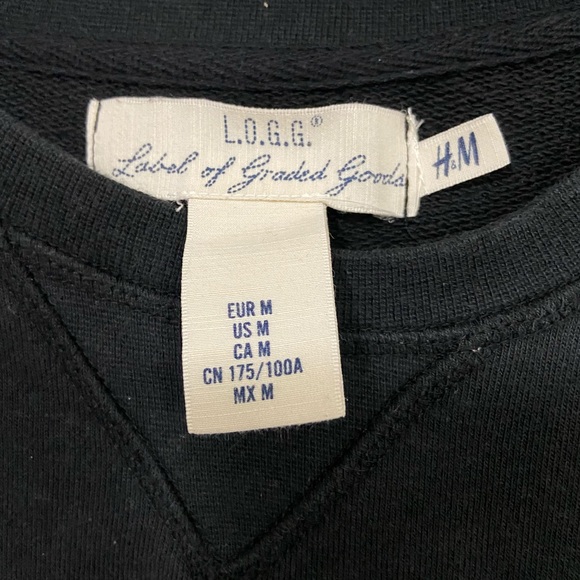 L.O.G.G.®
Label of Graded Goods
H&M
EUR M
US M
CA M
CN 175/100A
MX M